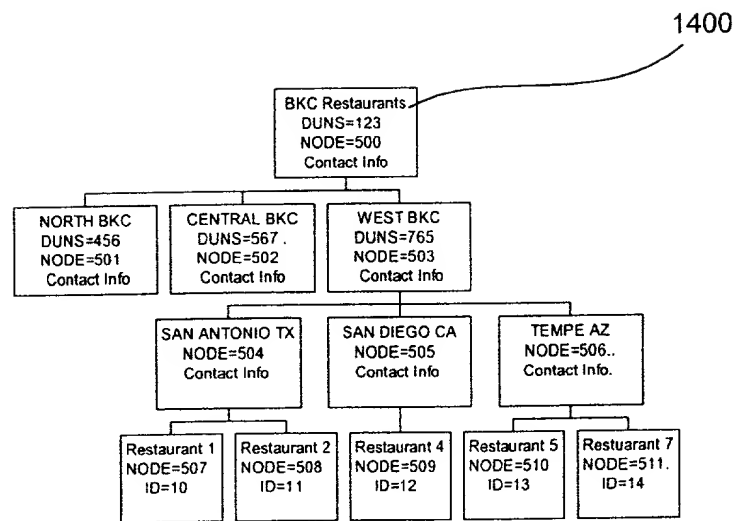 1400
BKC Restaurants
DUNS=123
NODE=500
Contact Info
NORTH BKC
DUNS=456
NODE=501
Contact Info
CENTRAL BKC
DUNS=567 .
NODE=502
Contact Info
WEST BKC
DUNS=765
NODE=503
Contact Info
SAN ANTONIO TX
NODE=504
Contact Info
SAN DIEGO CA
NODE=505
Contact Info
TEMPE AZ
NODE=506..
Contact Info.
Restaurant 1
NODE=507
ID=10
Restaurant 2
NODE=508
ID=11
Restaurant 4
NODE=509
ID=12
Restaurant 5
NODE=510
ID=13
Restuarant 7
NODE=511.
ID=14